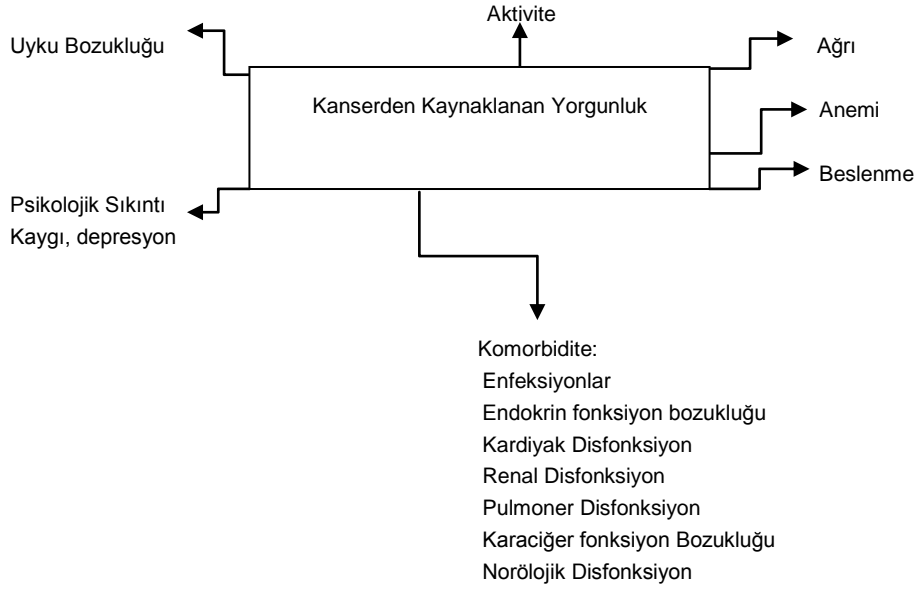 Aktivite
Uyku Bozukluğu
Ağrı
Kanserden Kaynaklanan Yorgunluk
Anemi
Beslenme
Psikolojik Sıkıntı
Kaygı, depresyon
Komorbidite:
Enfeksiyonlar
Endokrin fonksiyon bozukluğu
Kardiyak Disfonksiyon
Renal Disfonksiyon
Pulmoner Disfonksiyon
Karaciğer fonksiyon Bozukluğu
Norölojik Disfonksiyon